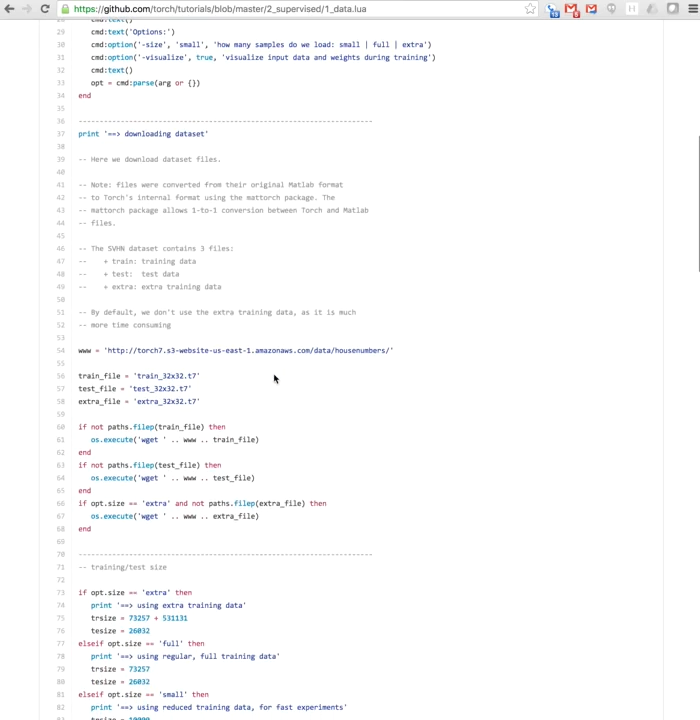 https://github.com/torch/tutorials/blob/master/2_supervised/1_data.lua
cmd:text()
29 cmd:text('Options:')
30 cmd:option('-size', 'small', 'how many samples do we load: small | full | extra')
31 cmd:option('-visualize', true, 'visualize input data and weights during training')
32 cmd:text()
33 opt = cmd:parse(arg or {})
34 end
35
36 ----------------------------------------------------------------------
37 print '==> downloading dataset'
38
39 -- Here we download dataset files.
40
41 -- Note: files were converted from their original Matlab format
42 -- to Torch's internal format using the mattorch package. The
43 -- mattorch package allows 1-to-1 conversion between Torch and Matlab
44 -- files.
45
46 -- The SVHN dataset contains 3 files:
47 --    + train: training data
48 --    + test:  test data
49 --    + extra: extra training data
50
51 -- By default, we don't use the extra training data, as it is much
52 -- more time consuming
53
54 www = 'http://torch7.s3-website-us-east-1.amazonaws.com/data/housenumbers/'
55
56 train_file = 'train_32x32.t7'
57 test_file = 'test_32x32.t7'
58 extra_file = 'extra_32x32.t7'
59
60 if not paths.filep(train_file) then
61    os.execute('wget ' .. www .. train_file)
62 end
63 if not paths.filep(test_file) then
64    os.execute('wget ' .. www .. test_file)
65 end
66 if opt.size == 'extra' and not paths.filep(extra_file) then
67    os.execute('wget ' .. www .. extra_file)
68 end
69
70 ----------------------------------------------------------------------
71 -- training/test size
72
73 if opt.size == 'extra' then
74    print '==> using extra training data'
75    trsize = 73257 + 531131
76    tesize = 26032
77 elseif opt.size == 'full' then
78    print '==> using regular, full training data'
79    trsize = 73257
80    tesize = 26032
81 elseif opt.size == 'small' then
82    print '==> using reduced training data, for fast experiments'
83    trsize = 10000